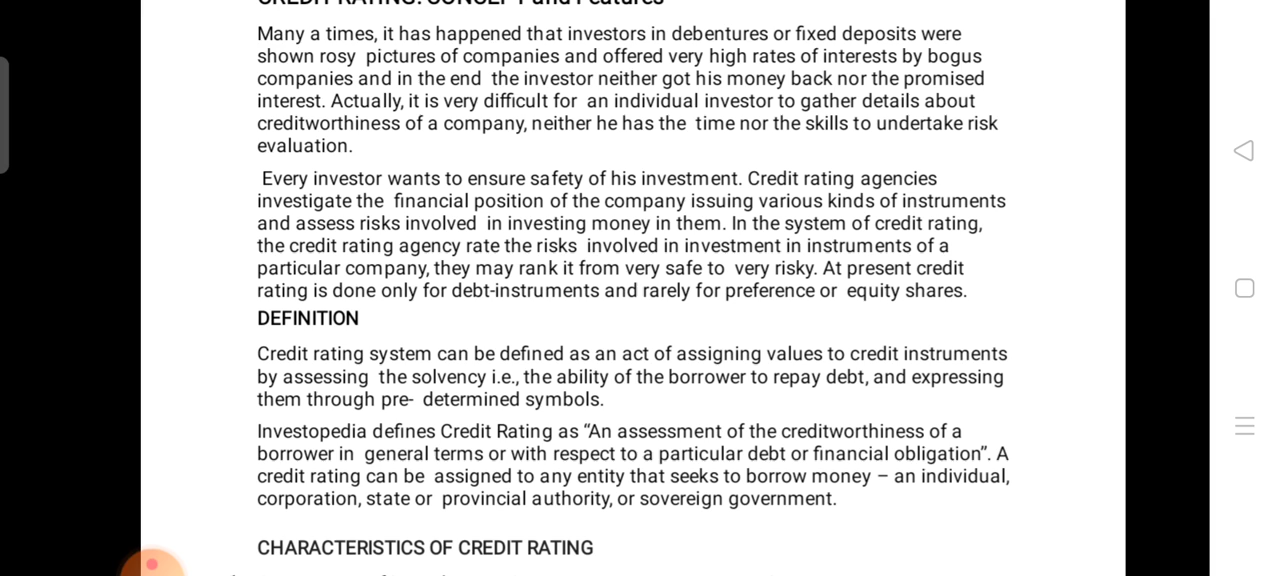 CREDIT RATING: CONCEPT and Features
Many a times, it has happened that investors in debentures or fixed deposits were
shown rosy pictures of companies and offered very high rates of interests by bogus
companies and in the end the investor neither got his money back nor the promised
interest. Actually, it is very difficult for an individual investor to gather details about
creditworthiness of a company, neither he has the time nor the skills to undertake risk
evaluation.
Every investor wants to ensure safety of his investment. Credit rating agencies
investigate the financial position of the company issuing various kinds of instruments
and assess risks involved in investing money in them. In the system of credit rating,
the credit rating agency rate the risks involved in investment in instruments of a
particular company, they may rank it from very safe to very risky. At present credit
rating is done only for debt-instruments and rarely for preference or equity shares.
DEFINITION
Credit rating system can be defined as an act of assigning values to credit instruments
by assessing the solvency i.e., the ability of the borrower to repay debt, and expressing
them through pre- determined symbols.
Investopedia defines Credit Rating as “An assessment of the creditworthiness of a
borrower in general terms or with respect to a particular debt or financial obligation”. A
credit rating can be assigned to any entity that seeks to borrow money – an individual,
corporation, state or provincial authority, or sovereign government.
CHARACTERISTICS OF CREDIT RATING